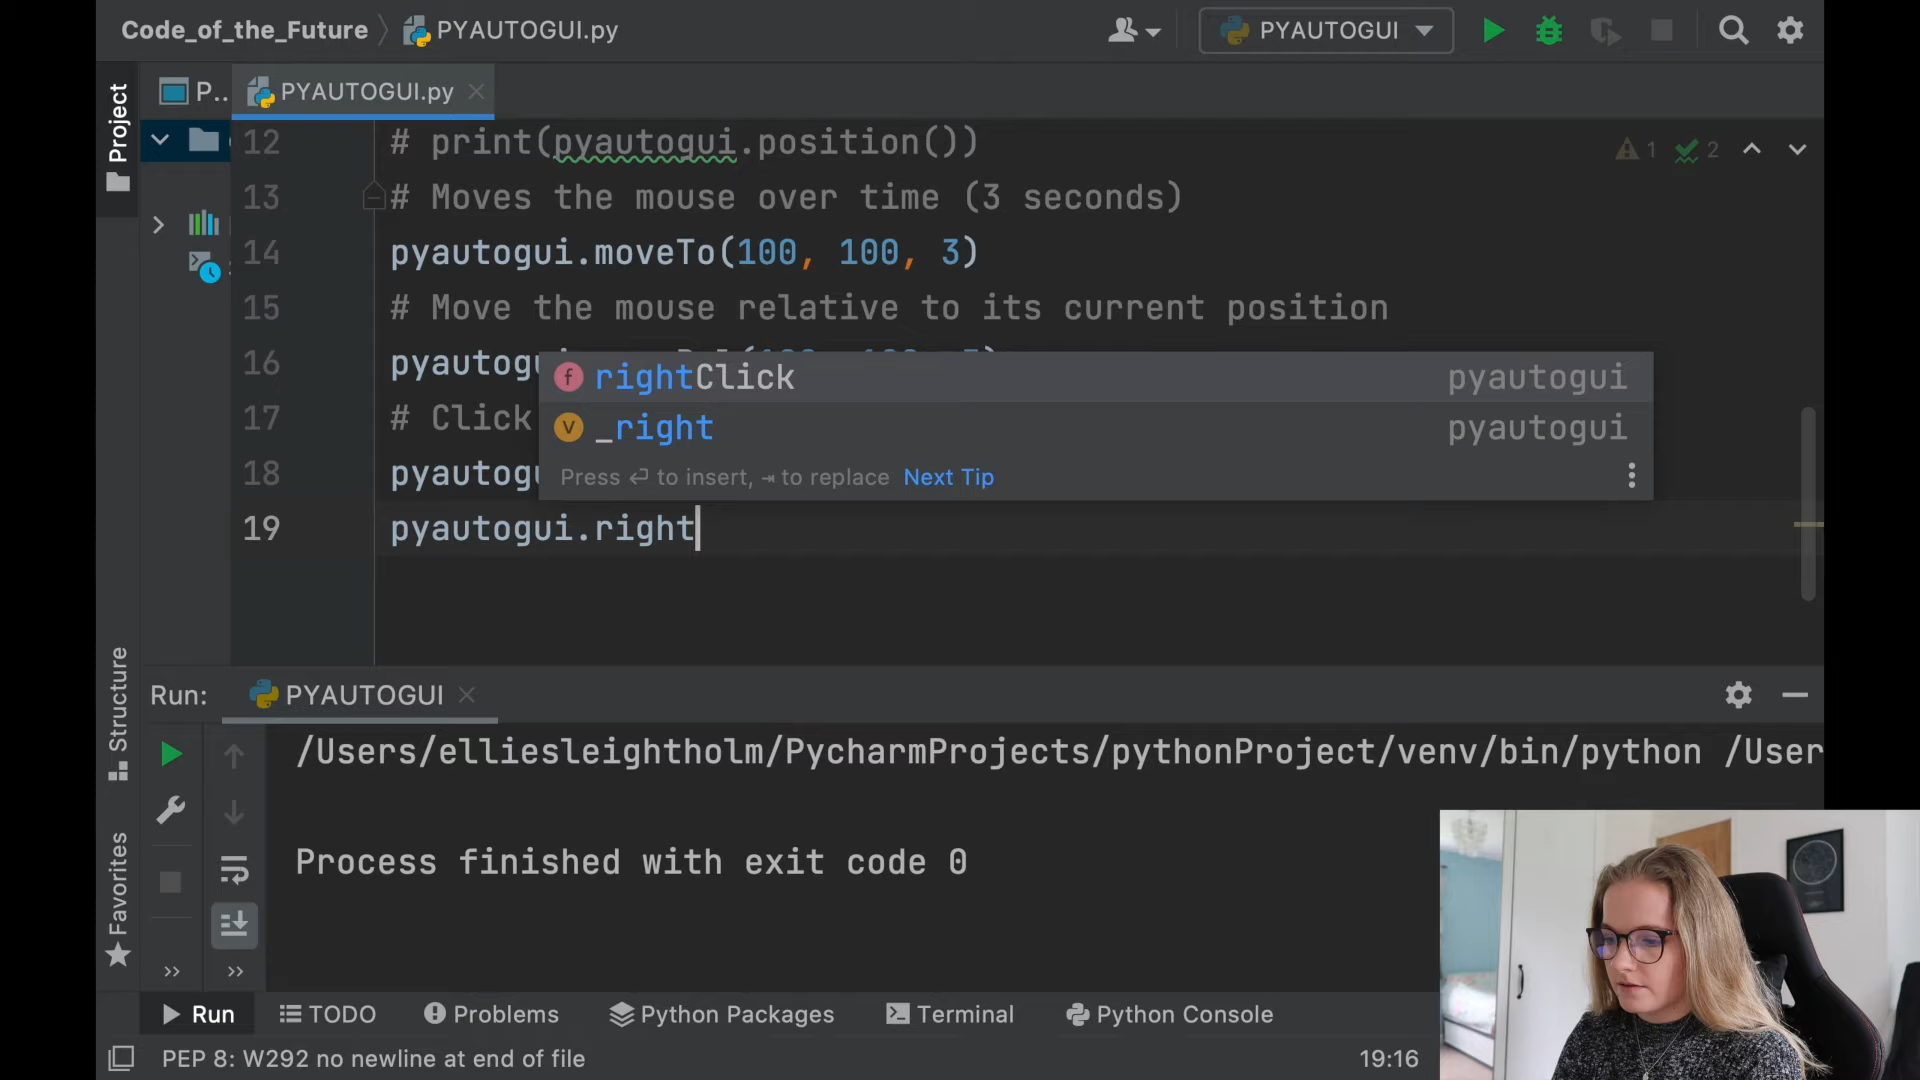 Code_of_the_Future PYAUTOGUI.py PYAUTOGUI
Project P.. PYAUTOGUI.py
12 # print(pyautogui.position()) 1 2
13 # Moves the mouse over time (3 seconds)
14 pyautogui.moveTo(100, 100, 3)
15 # Move the mouse relative to its current position
16 pyautogu
rightClick pyautogui
17 # Click
_right pyautogui
18 pyautogu
Press ⏎ to insert, ⇥ to replace Next Tip
19 pyautogui.right
Structure
Favorites
Run: PYAUTOGUI
/Users/elliesleightholm/PycharmProjects/pythonProject/venv/bin/python /User
Process finished with exit code 0
Run TODO Problems Python Packages Terminal Python Console
PEP 8: W292 no newline at end of file 19:16